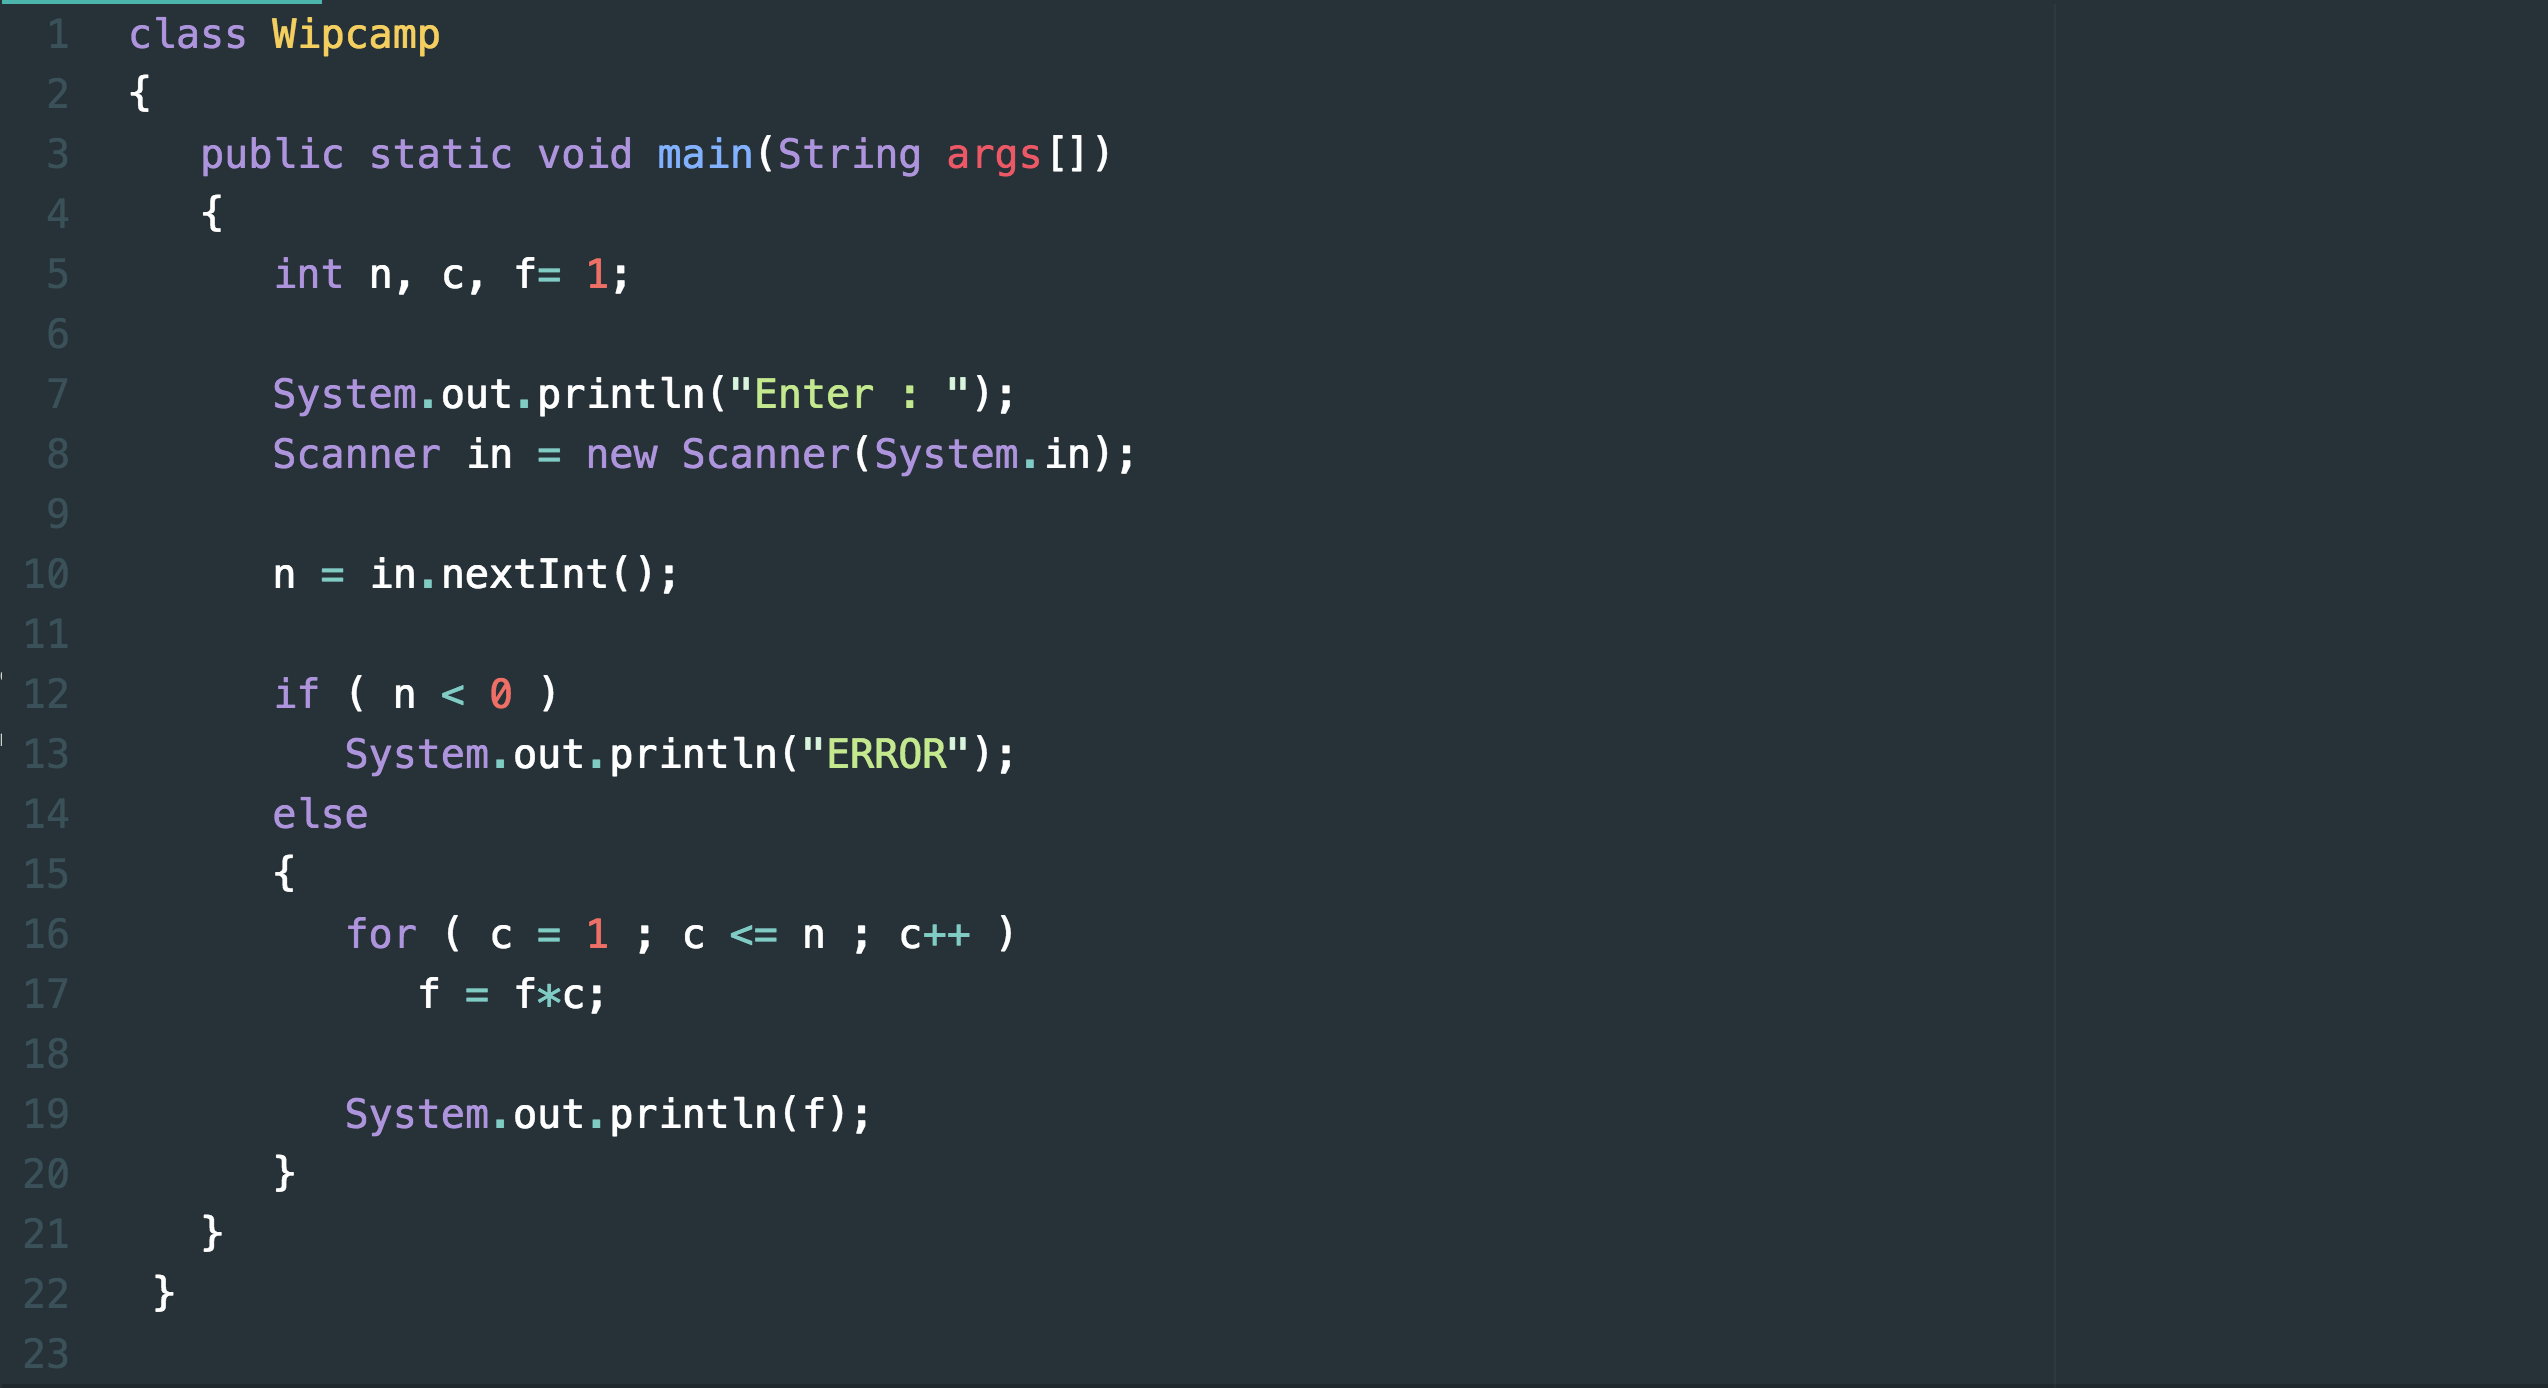 1 class Wipcamp
2 {
3    public static void main(String args[])
4    {
5       int n, c, f= 1;
6
7       System.out.println("Enter : ");
8       Scanner in = new Scanner(System.in);
9
10       n = in.nextInt();
11
12       if ( n < 0 )
13          System.out.println("ERROR");
14       else
15       {
16          for ( c = 1 ; c <= n ; c++ )
17             f = f*c;
18
19          System.out.println(f);
20       }
21    }
22  }
23